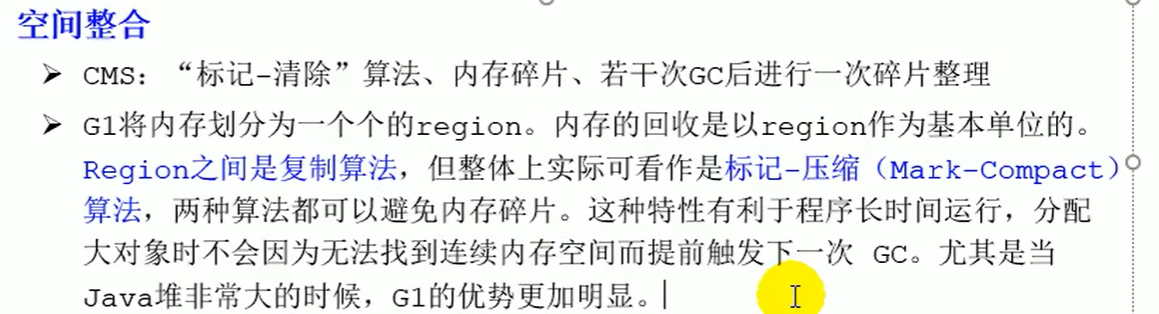 空间整合
➢ CMS：“标记-清除”算法、内存碎片、若干次GC后进行一次碎片整理
➢ G1将内存划分为一个个的region。内存的回收是以region作为基本单位的。
Region之间是复制算法，但整体上实际可看作是标记-压缩（Mark-Compact）
算法，两种算法都可以避免内存碎片。这种特性有利于程序长时间运行，分配
大对象时不会因为无法找到连续内存空间而提前触发下一次 GC。尤其是当
Java堆非常大的时候，G1的优势更加明显。